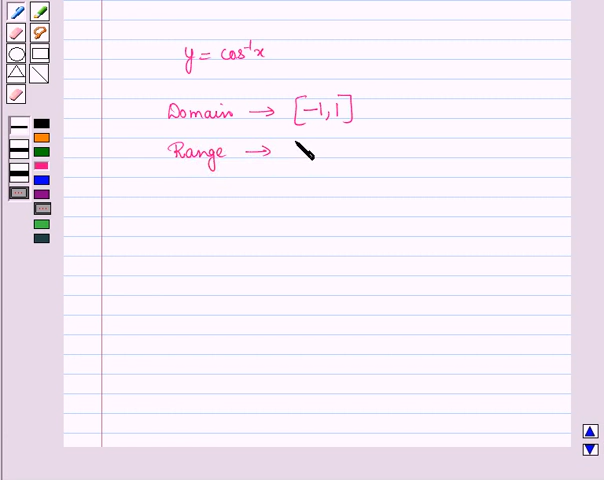 y = cos⁻¹x
Domain → [-1, 1]
Range →